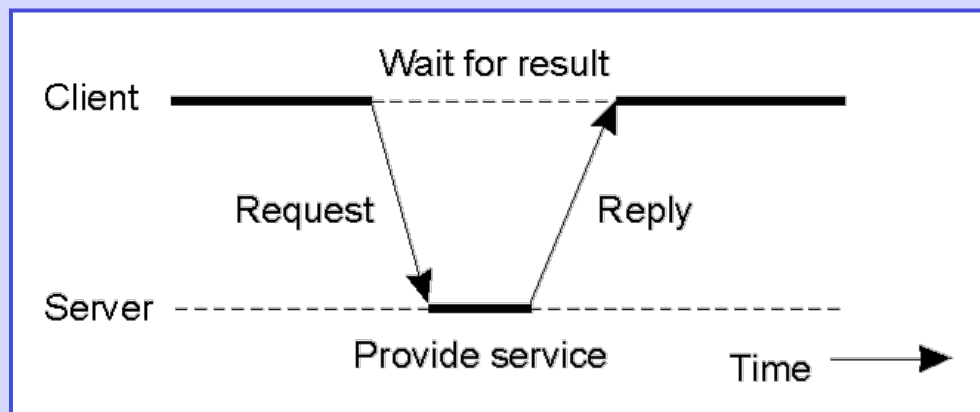 Wait for result
Client
Request
Reply
Server
Provide service
Time